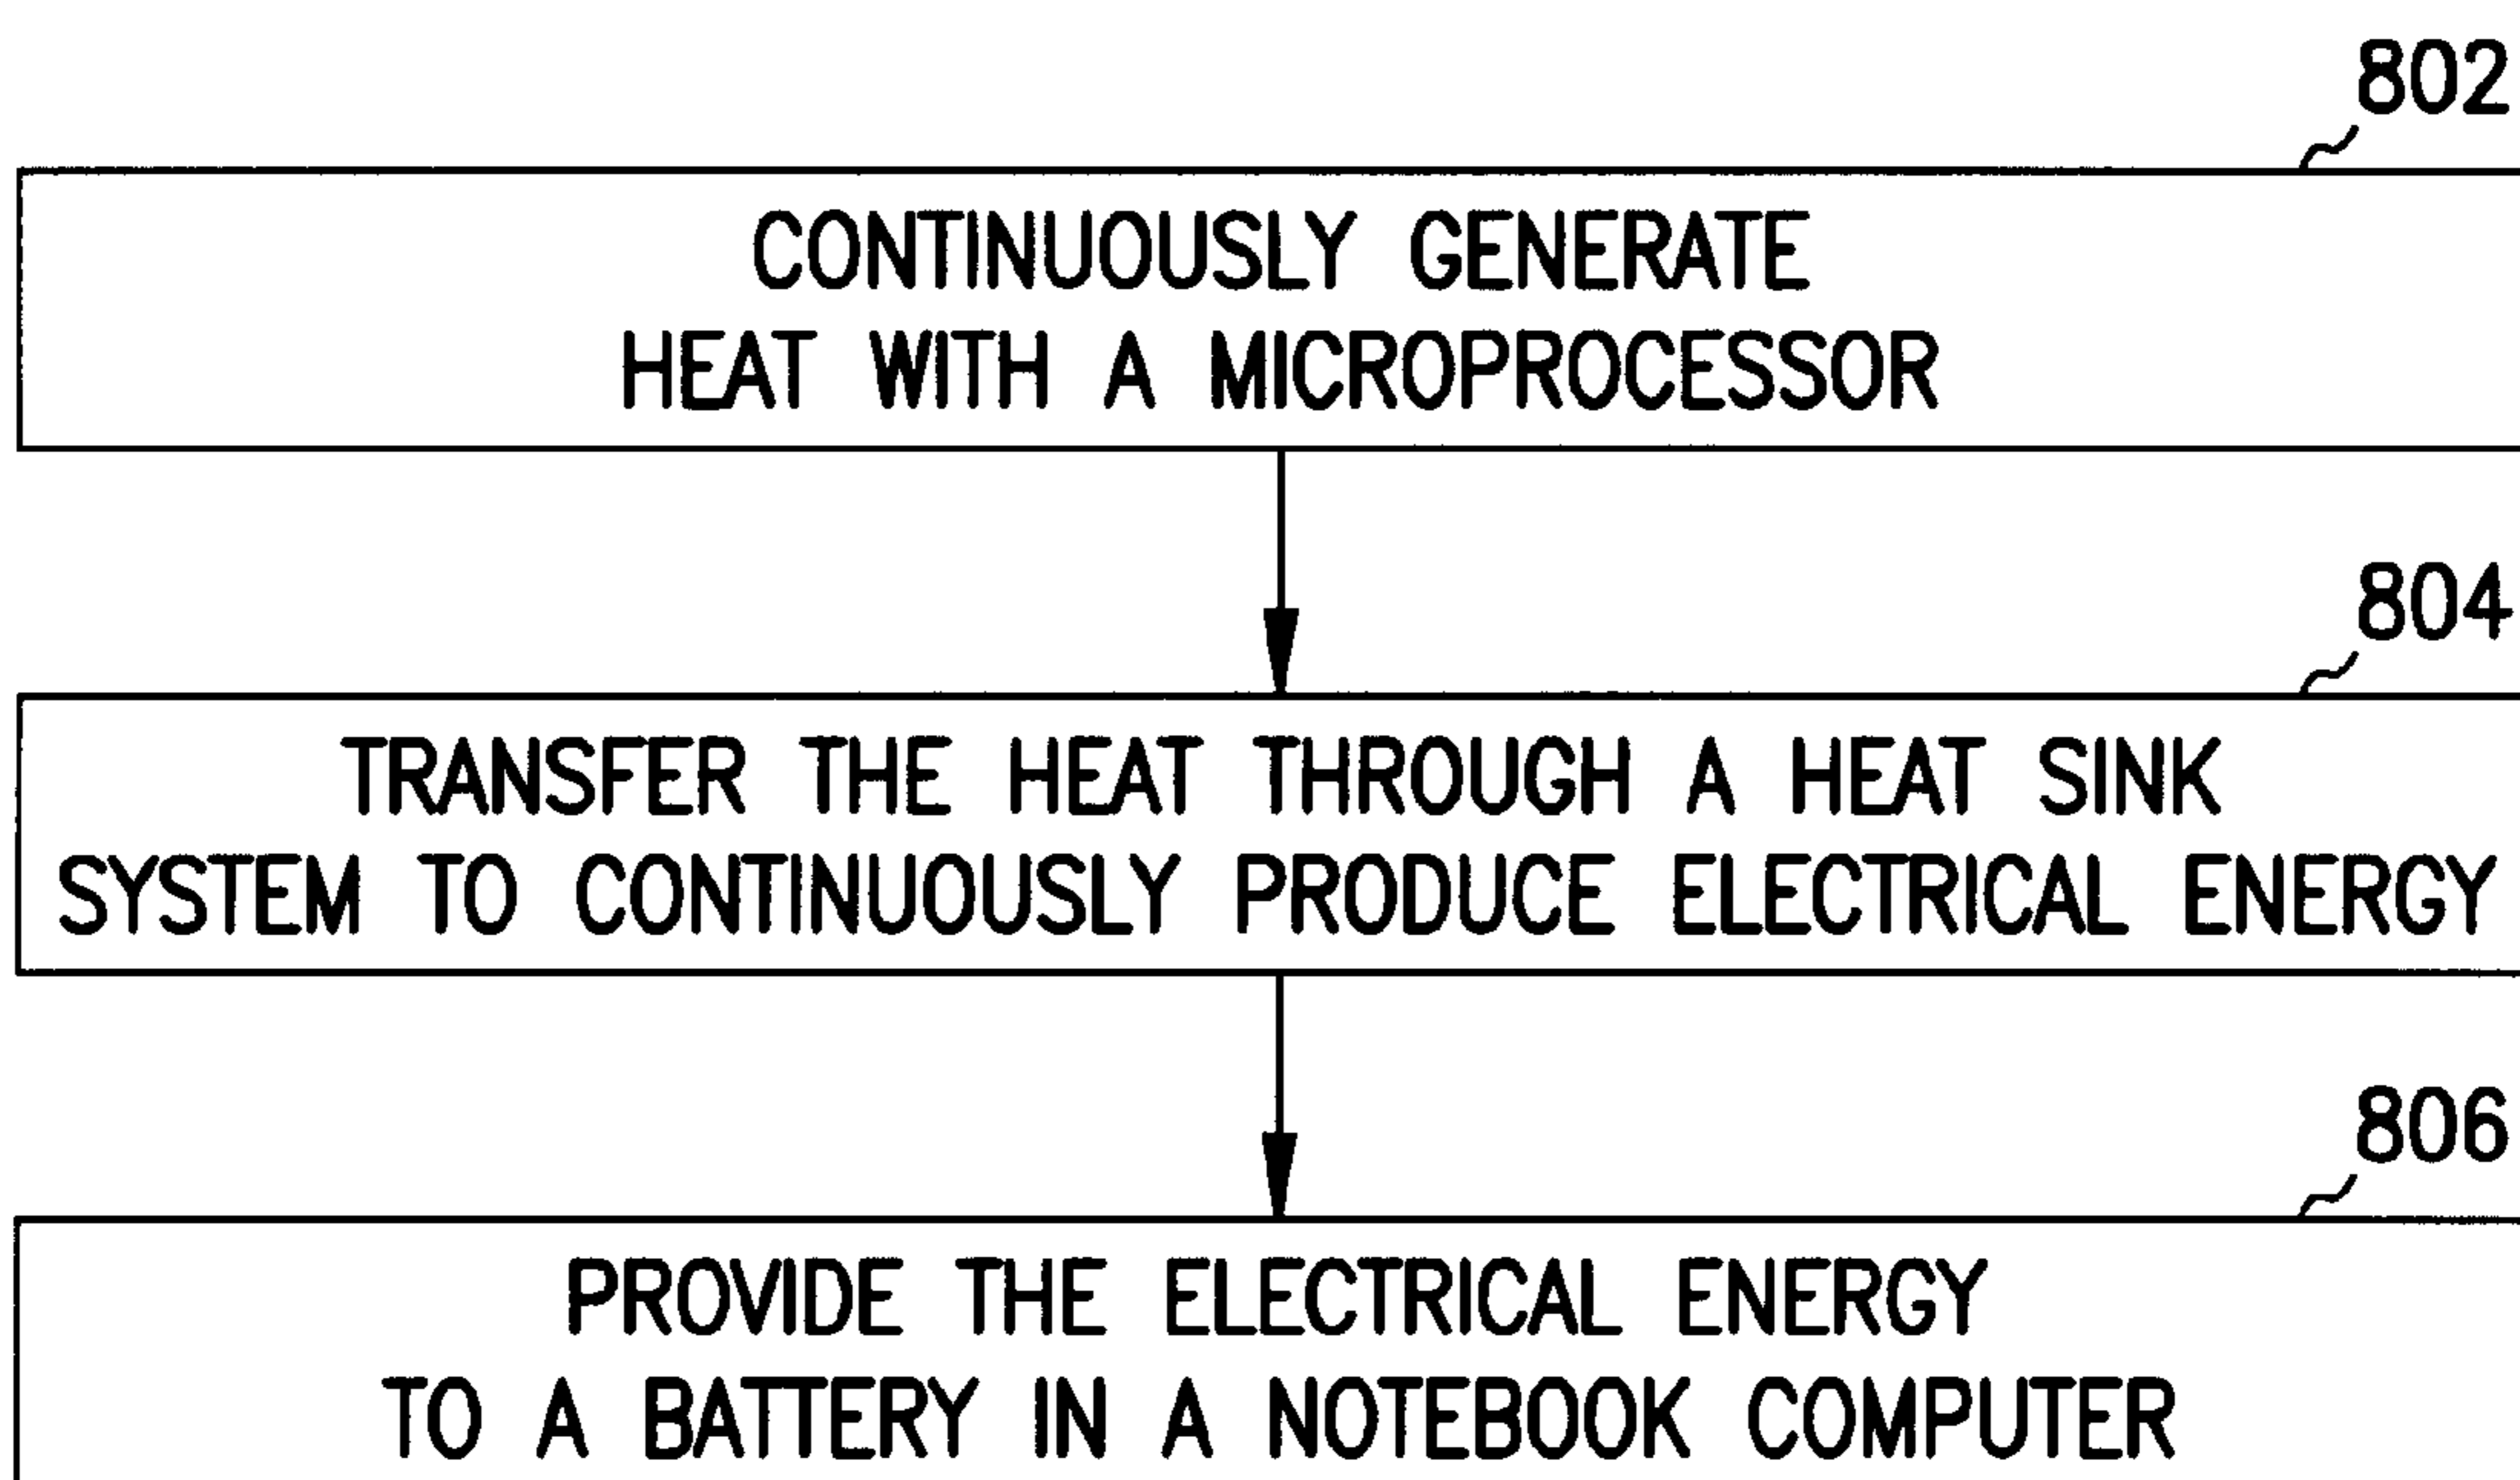 802
CONTINUOUSLY GENERATE
HEAT WITH A MICROPROCESSOR
804
TRANSFER THE HEAT THROUGH A HEAT SINK
SYSTEM TO CONTINUOUSLY PRODUCE ELECTRICAL ENERGY
806
PROVIDE THE ELECTRICAL ENERGY
TO A BATTERY IN A NOTEBOOK COMPUTER